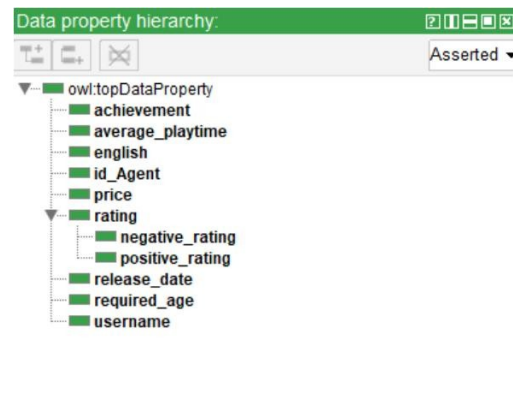 Data property hierarchy:
Asserted
owl:topDataProperty
achievement
average_playtime
english
id_Agent
price
rating
negative_rating
positive_rating
release_date
required_age
username